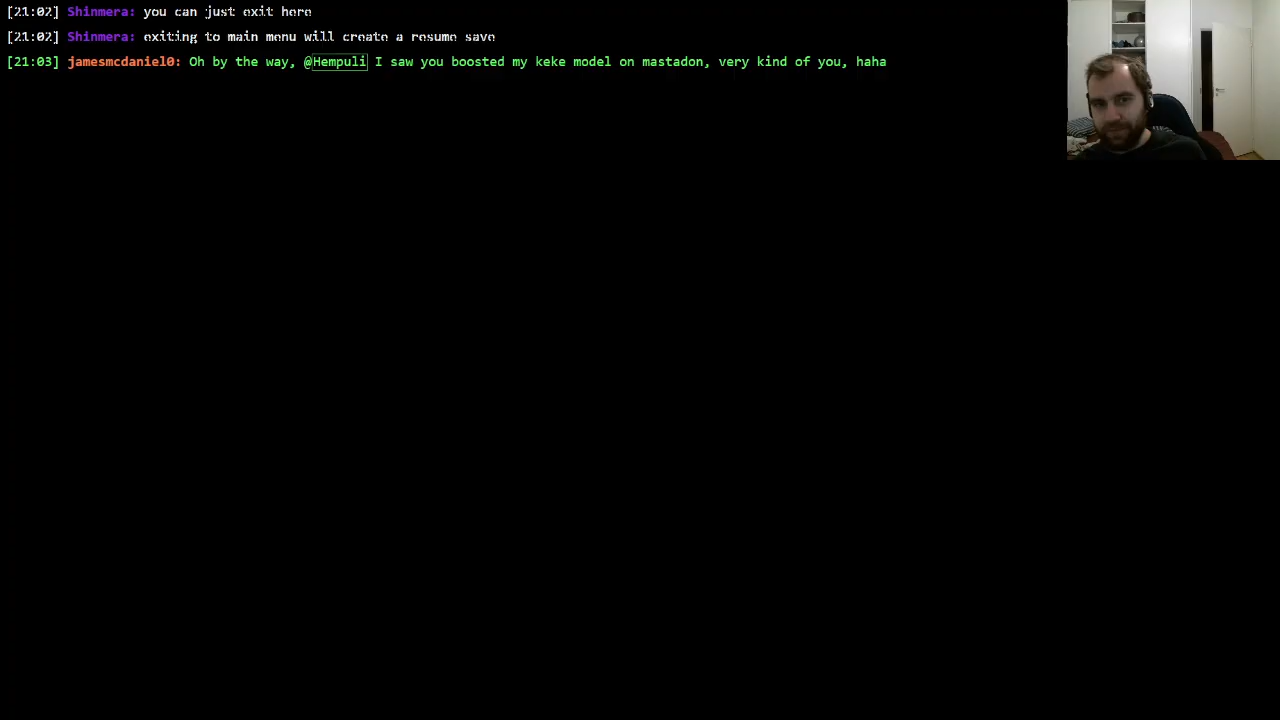 [21:02] Shinmera: you can just exit here
[21:02] Shinmera: exiting to main menu will create a resume save
[21:03] jamesmcdaniel0: Oh by the way, @Hempuli I saw you boosted my keke model on mastadon, very kind of you, haha